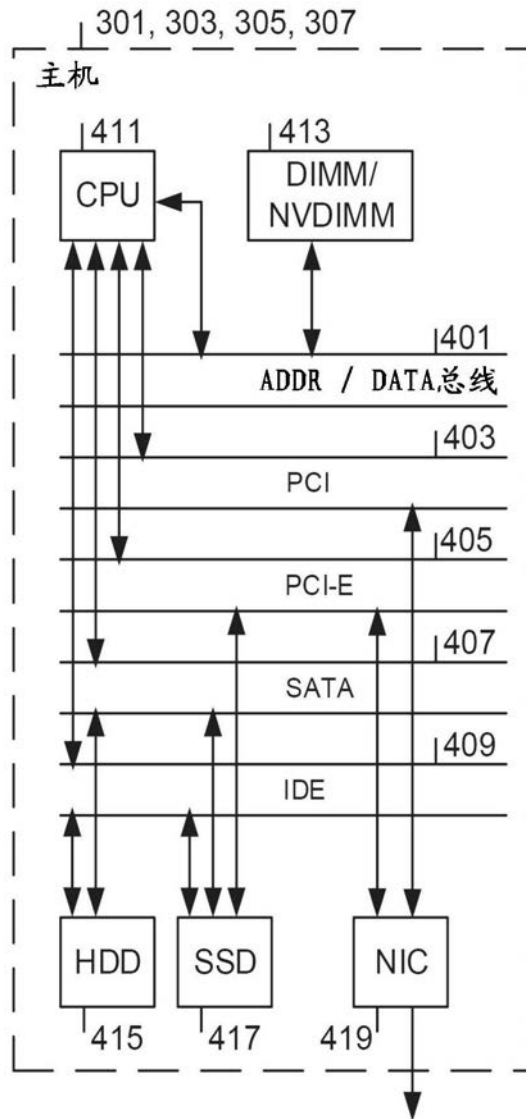 301, 303, 305, 307
主机
411
413
CPU
DIMM/
NVDIMM
401
ADDR / DATA总线
403
PCI
405
PCI-E
407
SATA
409
IDE
HDD
SSD
NIC
415
417
419